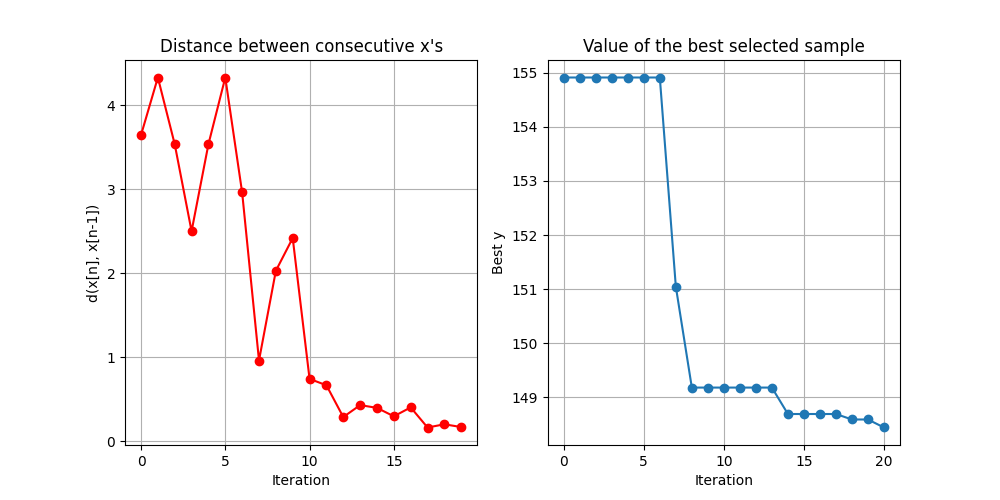 Distance between consecutive x's
d(x[n], x[n-1])
4
3
2
1
0
0 5 10 15
Iteration
Value of the best selected sample
Best y
155
154
153
152
151
150
149
0 5 10 15 20
Iteration